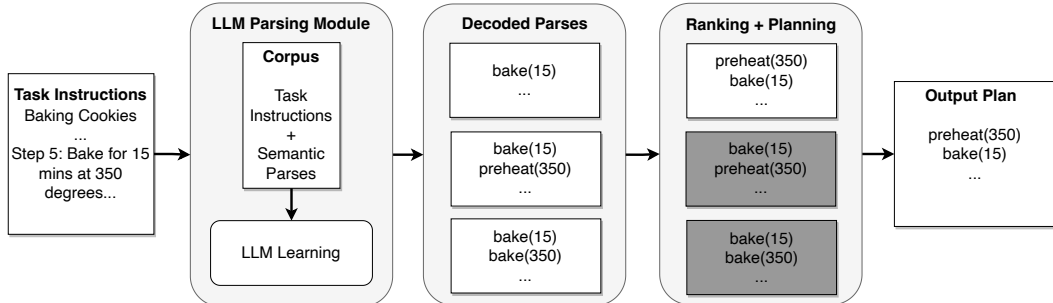 Task Instructions
Baking Cookies
...
Step 5: Bake for 15
mins at 350
degrees...
LLM Parsing Module
Corpus
Task
Instructions
+
Semantic
Parses
LLM Learning
Decoded Parses
bake(15)
...
bake(15)
preheat(350)
...
bake(15)
bake(350)
...
Ranking + Planning
preheat(350)
bake(15)
...
bake(15)
preheat(350)
...
bake(15)
bake(350)
...
Output Plan
preheat(350)
bake(15)
...